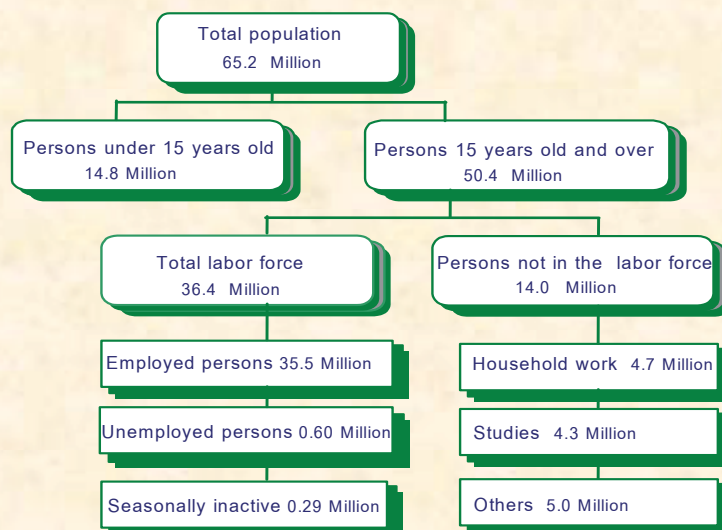 Total population
65.2 Million
Persons under 15 years old
14.8 Million
Persons 15 years old and over
50.4 Million
Total labor force
36.4 Million
Persons not in the labor force
14.0 Million
Employed persons 35.5 Million
Unemployed persons 0.60 Million
Seasonally inactive 0.29 Million
Household work 4.7 Million
Studies 4.3 Million
Others 5.0 Million